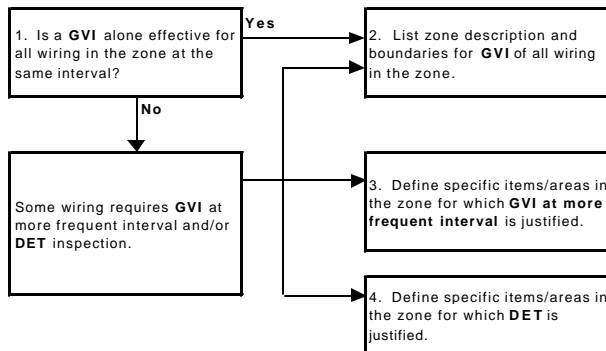 1. Is a GVI alone effective for
all wiring in the zone at the
same interval?
Yes
2. List zone description and
boundaries for GVI of all wiring
in the zone.
No
Some wiring requires GVI at
more frequent interval and/or
DET inspection.
3. Define specific items/areas in
the zone for which GVI at more
frequent interval is justified.
4. Define specific items/areas in
the zone for which DET is
justified.